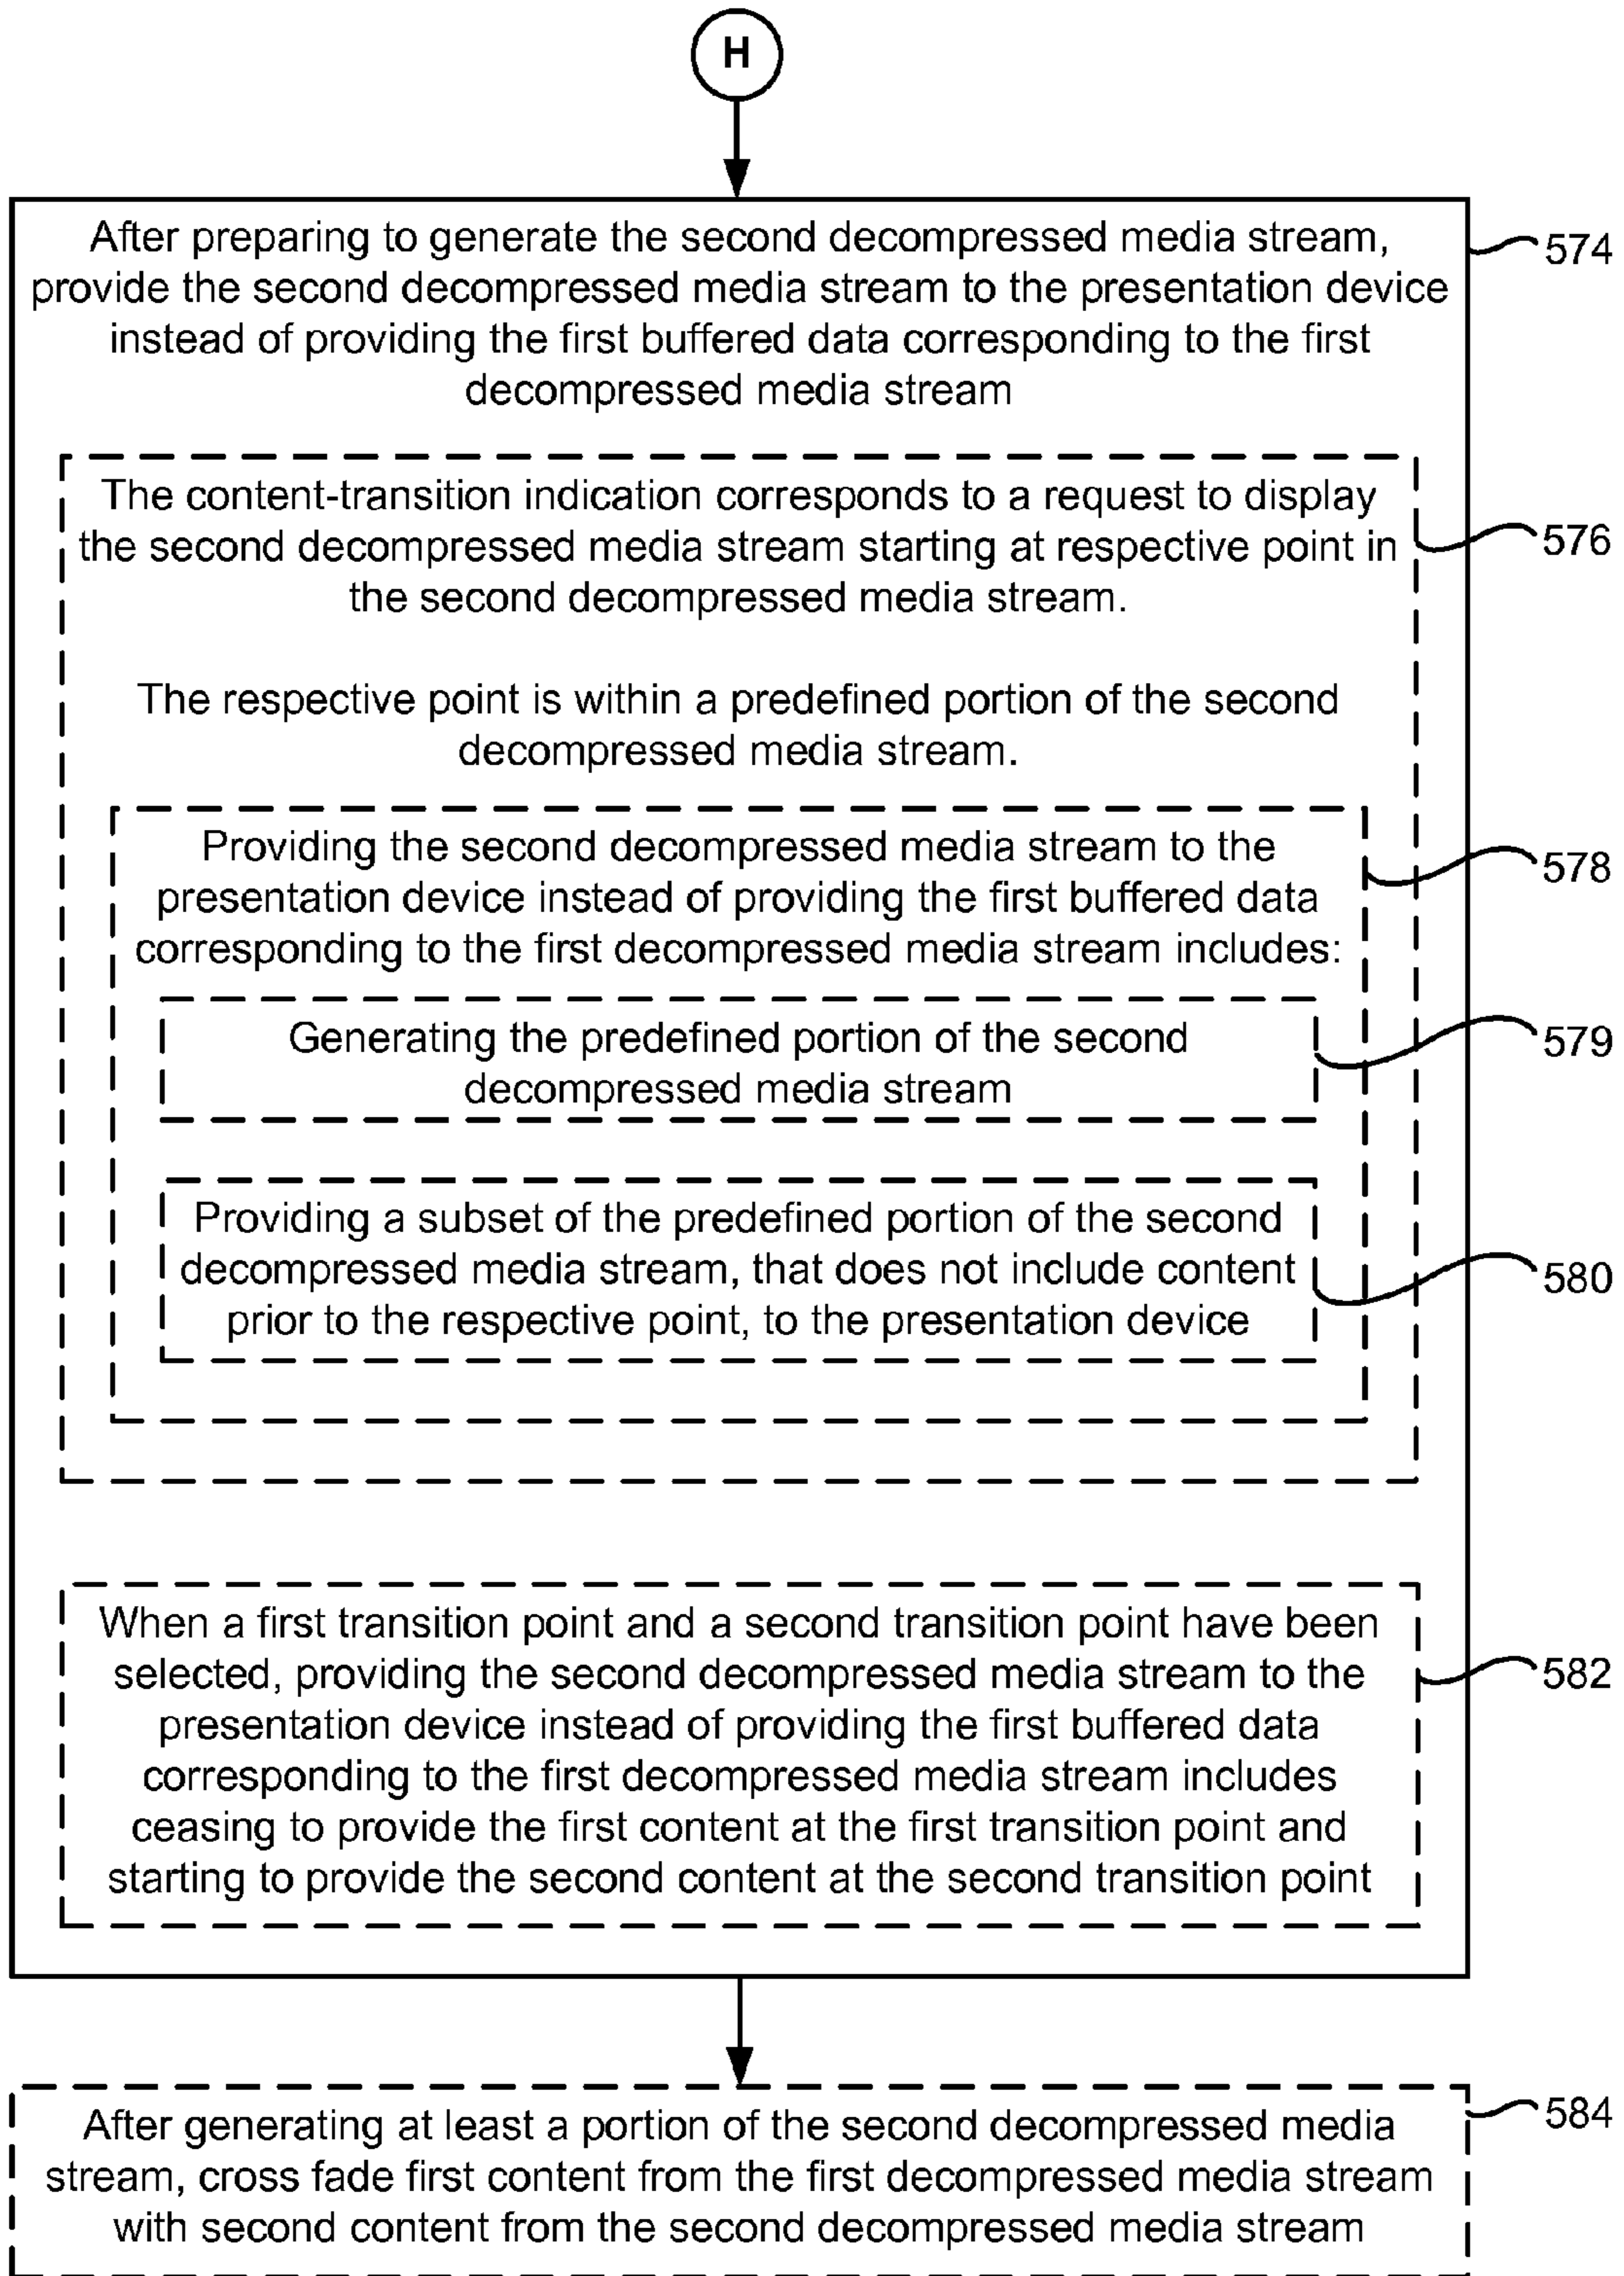 H
After preparing to generate the second decompressed media stream,
provide the second decompressed media stream to the presentation device
instead of providing the first buffered data corresponding to the first
decompressed media stream
574
The content-transition indication corresponds to a request to display
the second decompressed media stream starting at respective point in
the second decompressed media stream.
576
The respective point is within a predefined portion of the second
decompressed media stream.
Providing the second decompressed media stream to the
presentation device instead of providing the first buffered data
corresponding to the first decompressed media stream includes:
578
Generating the predefined portion of the second
decompressed media stream
579
Providing a subset of the predefined portion of the second
decompressed media stream, that does not include content
prior to the respective point, to the presentation device
580
When a first transition point and a second transition point have been
selected, providing the second decompressed media stream to the
presentation device instead of providing the first buffered data
corresponding to the first decompressed media stream includes
ceasing to provide the first content at the first transition point and
starting to provide the second content at the second transition point
582
After generating at least a portion of the second decompressed media
stream, cross fade first content from the first decompressed media stream
with second content from the second decompressed media stream
584